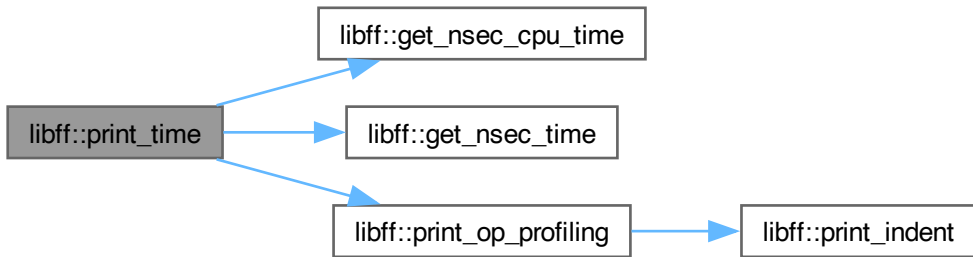 libff::get_nsec_cpu_time
libff::print_time
libff::get_nsec_time
libff::print_op_profiling
libff::print_indent